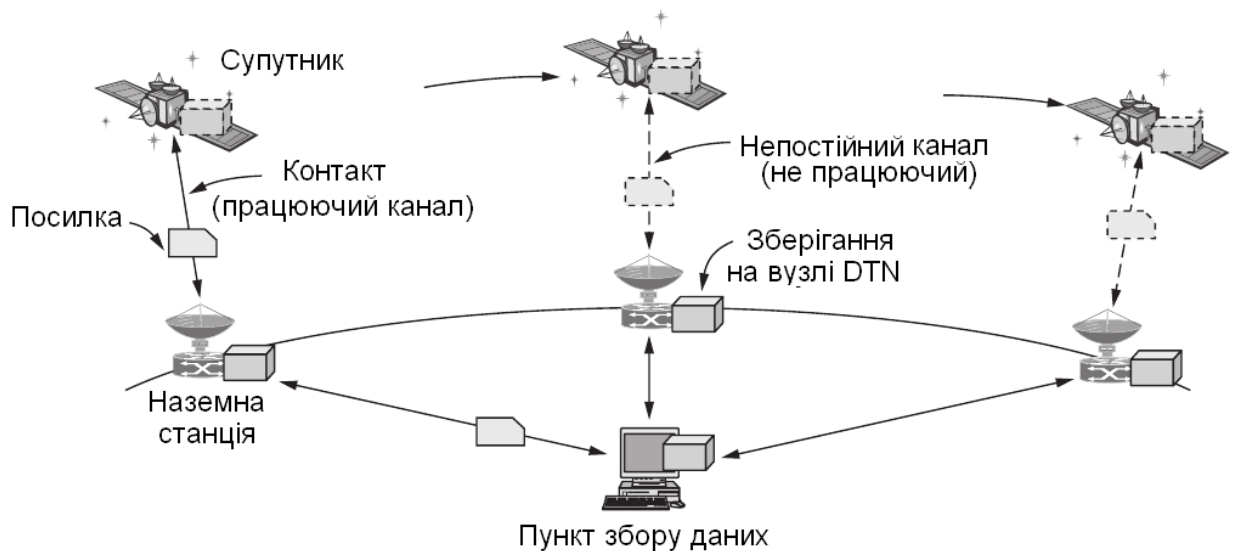 Супутник
Контакт
(працюючий канал)
Посилка
Непостійний канал
(не працюючий)
Зберігання
на вузлі DTN
Наземна
станція
Пункт збору даних